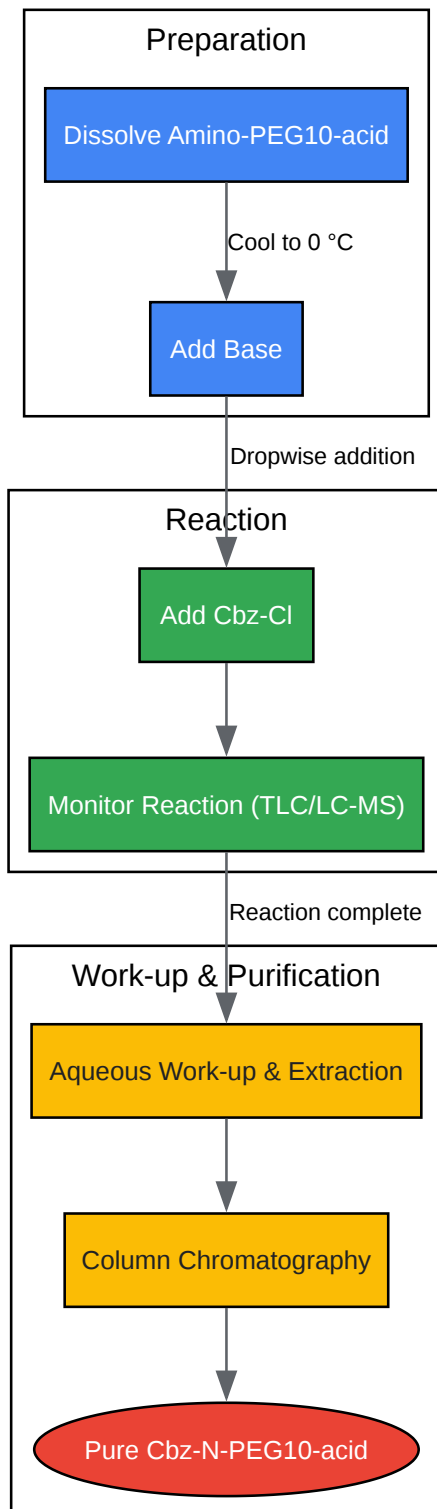 Preparation
Dissolve Amino-PEG10-acid
Cool to 0 °C
Add Base
Dropwise addition
Reaction
Add Cbz-Cl
Monitor Reaction (TLC/LC-MS)
Reaction complete
Work-up & Purification
Aqueous Work-up & Extraction
Column Chromatography
Pure Cbz-N-PEG10-acid